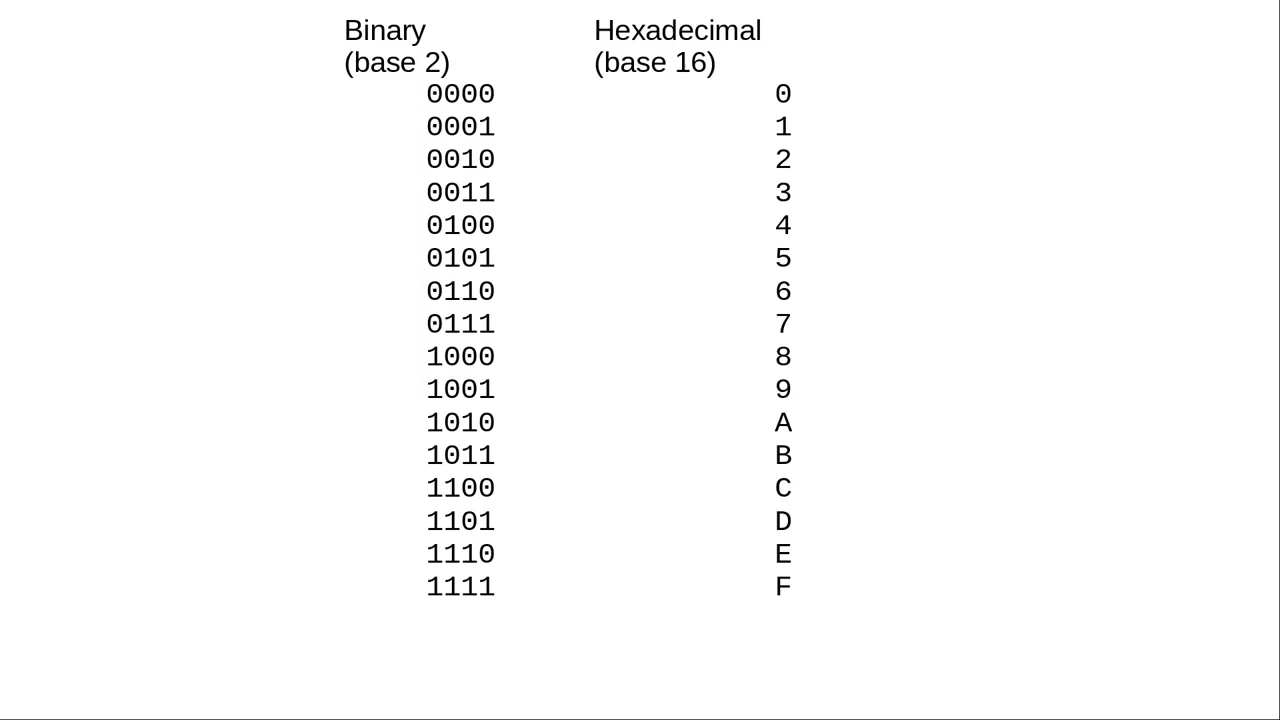 Binary Hexadecimal
(base 2) (base 16)
0000 0
0001 1
0010 2
0011 3
0100 4
0101 5
0110 6
0111 7
1000 8
1001 9
1010 A
1011 B
1100 C
1101 D
1110 E
1111 F